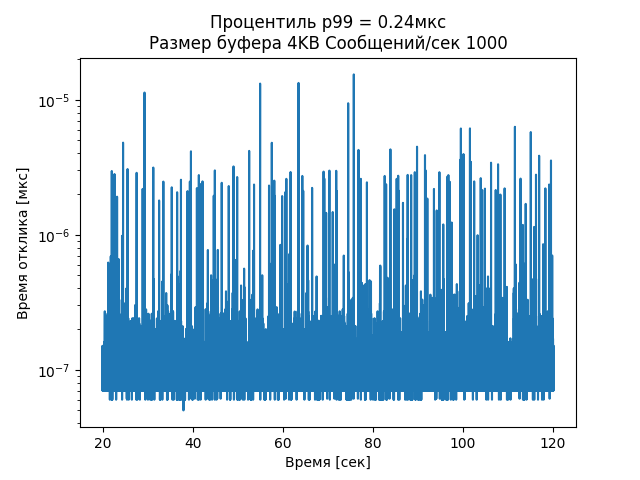 Процентиль p99 = 0.24мкс
Размер буфера 4KB Сообщений/сек 1000
Время отклика [мкс]
10⁻⁵
10⁻⁶
10⁻⁷
20 40 60 80 100 120
Время [сек]